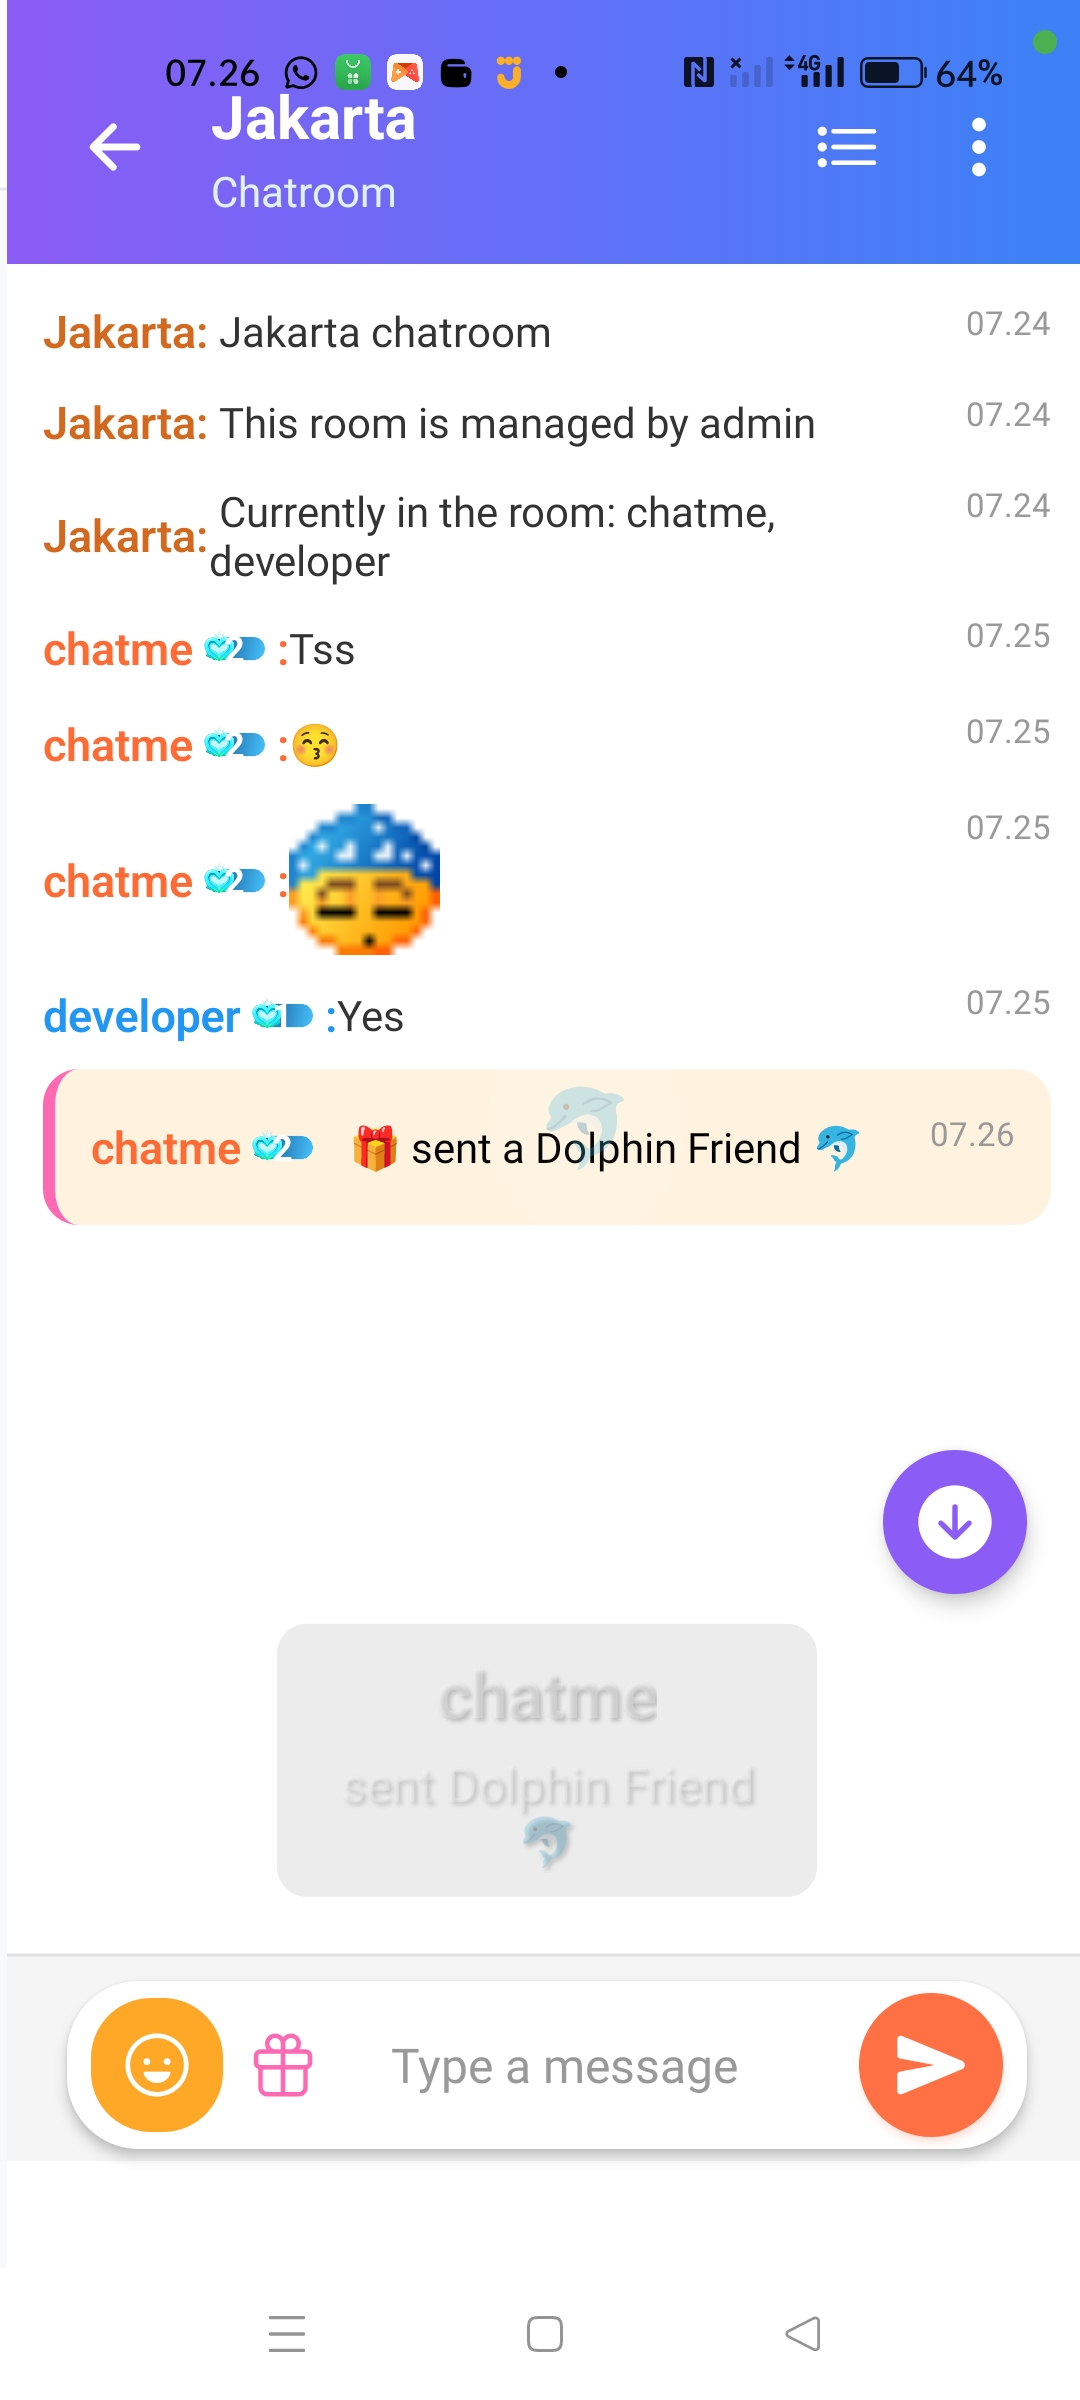 07.26 4G 64%
Jakarta
Chatroom
Jakarta: Jakarta chatroom 07.24
Jakarta: This room is managed by admin 07.24
Jakarta: Currently in the room: chatme, 07.24
developer
chatme 2 :Tss 07.25
chatme 2 :😚 07.25
chatme 2 : 07.25
developer :Yes 07.25
chatme 2 🎁 sent a Dolphin Friend 🐬 07.26
chatme
sent Dolphin Friend
🐬
Type a message